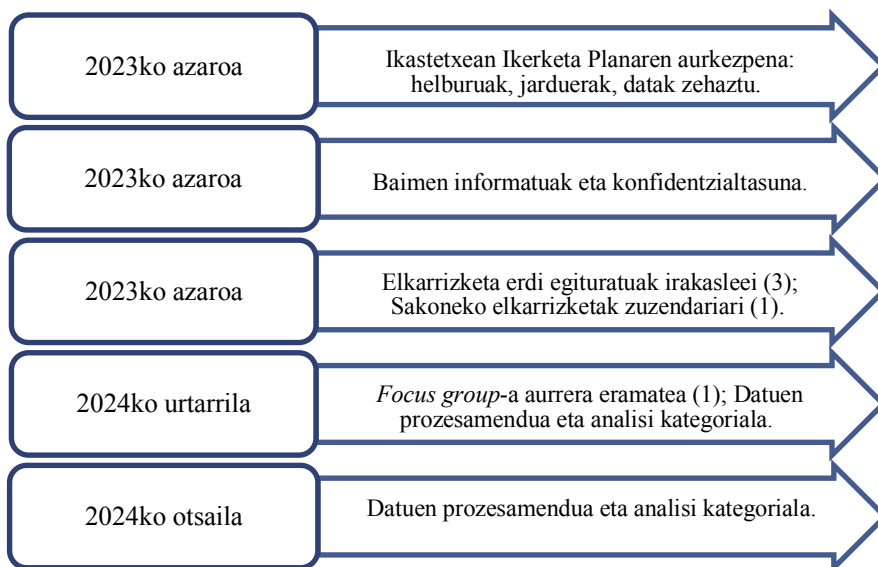 2023ko azaroa
Ikastetxean Ikerketa Planaren aurkezpena:
helburuak, jarduerak, datak zehaztu.
2023ko azaroa
Baimen informatuak eta konfidentzialtasuna.
2023ko azaroa
Elkarrizketa erdi egituratuak irakasleei (3);
Sakoneko elkarrizketak zuzendariari (1).
2024ko urtarrila
Focus group-a aurrera eramatea (1); Datuen
prozesamendua eta analisi kategoriala.
2024ko otsaila
Datuen prozesamendua eta analisi kategoriala.